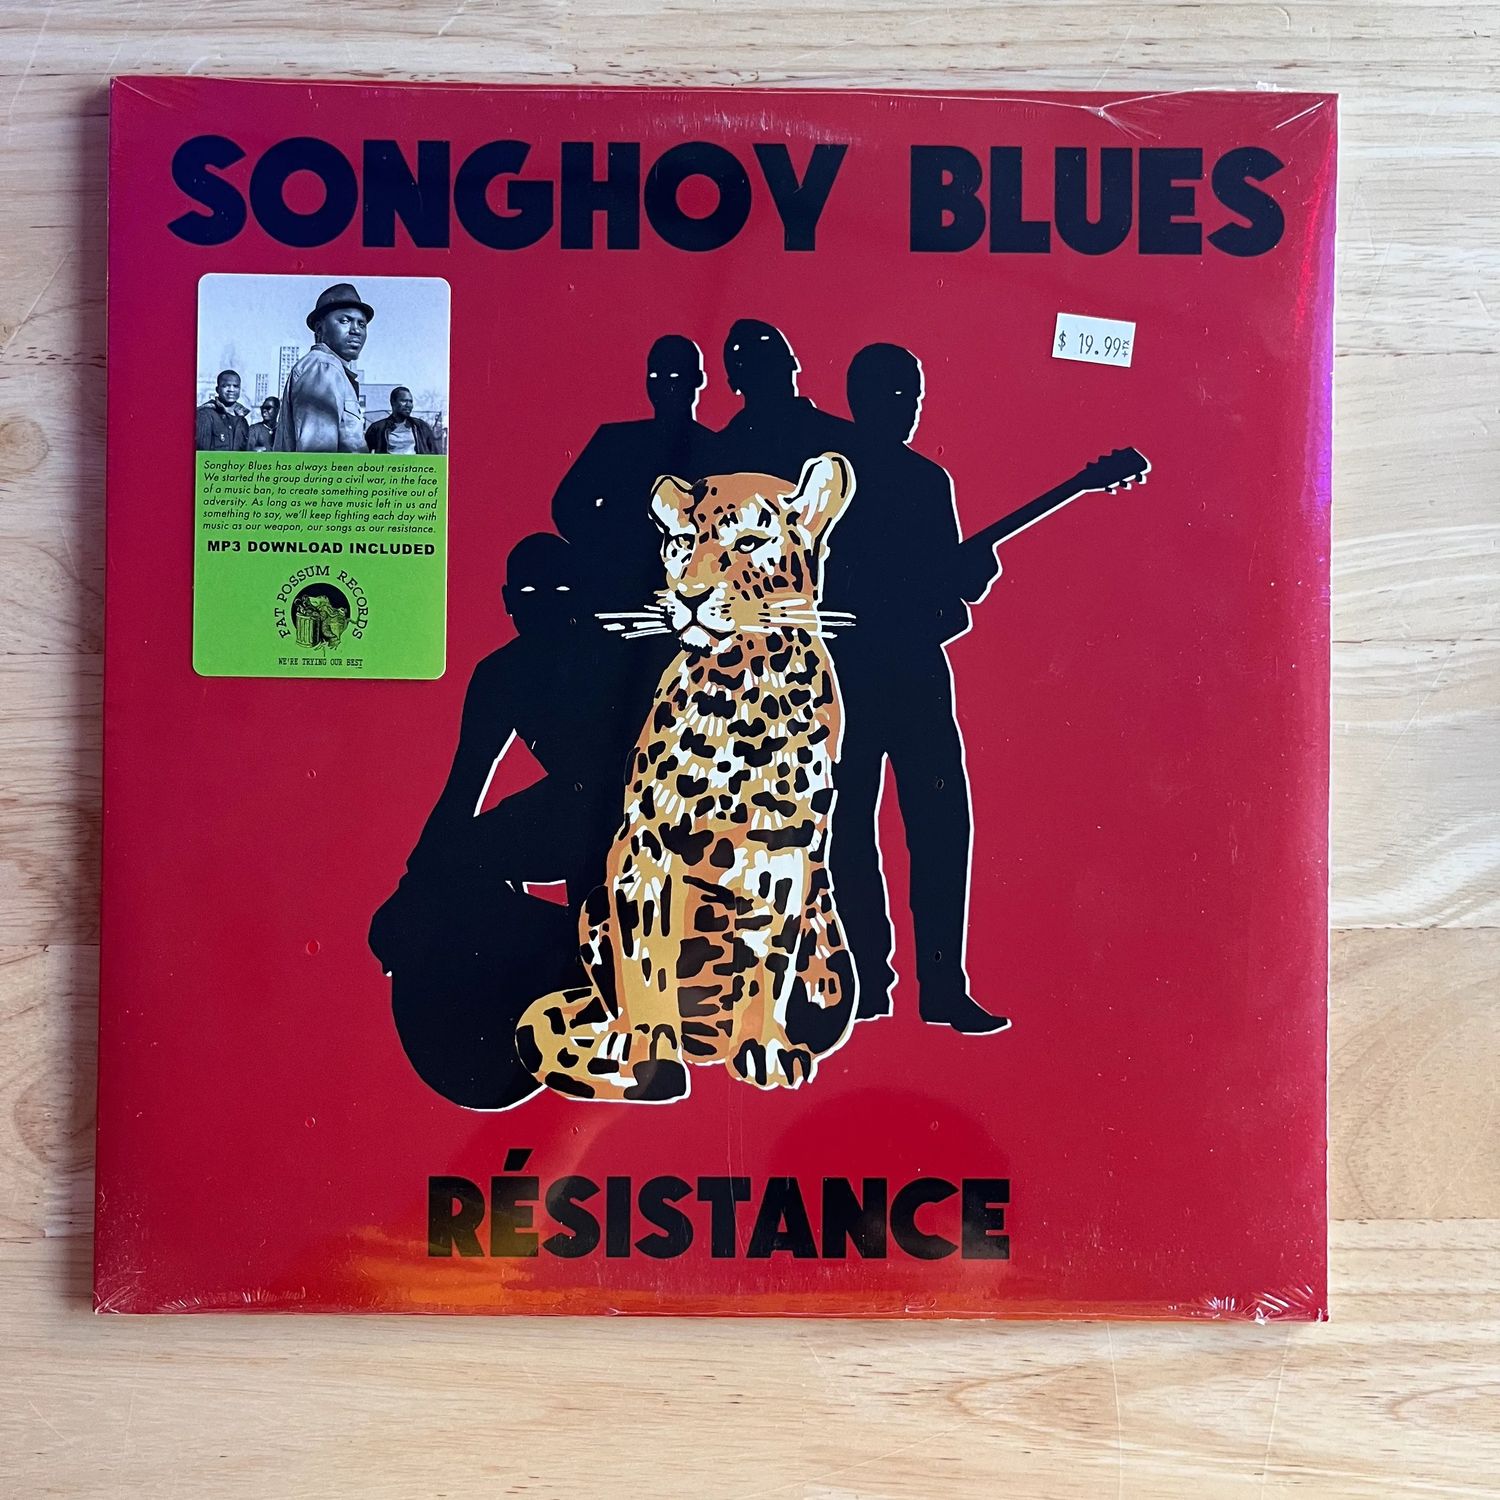 SONGHOY BLUES
$ 19.99 +TX
Songhoy Blues has always been about resistance.
We started the group during a civil war, in the face
of a music ban, to create something positive out of
adversity. As long as we have music left in us and
something to say, we'll keep fighting each day with
music as our weapon, our songs as our resistance.
MP3 DOWNLOAD INCLUDED
FAT POSSUM RECORDS
WE'RE TRYING OUR BEST
RÉSISTANCE